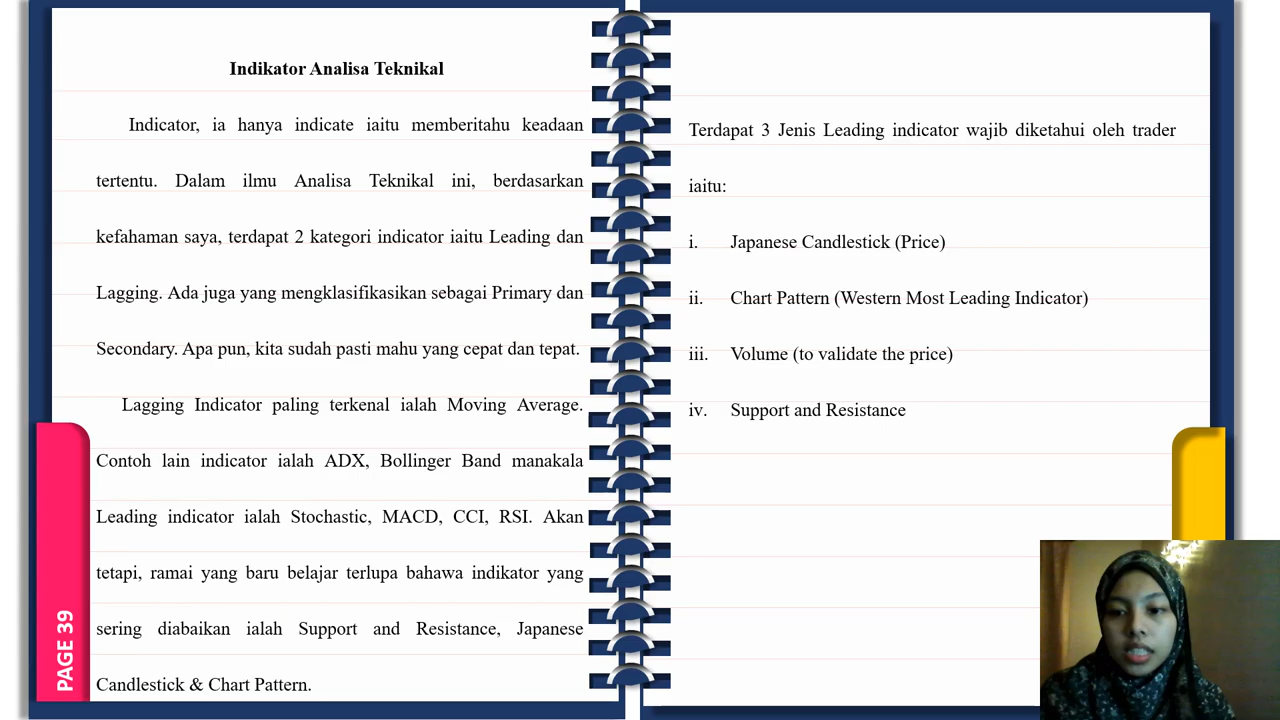 Indikator Analisa Teknikal
Indicator, ia hanya indicate iaitu memberitahu keadaan
tertentu. Dalam ilmu Analisa Teknikal ini, berdasarkan
kefahaman saya, terdapat 2 kategori indicator iaitu Leading dan
Lagging. Ada juga yang mengklasifikasikan sebagai Primary dan
Secondary. Apa pun, kita sudah pasti mahu yang cepat dan tepat.
Lagging Indicator paling terkenal ialah Moving Average.
Contoh lain indicator ialah ADX, Bollinger Band manakala
Leading indicator ialah Stochastic, MACD, CCI, RSI. Akan
tetapi, ramai yang baru belajar terlupa bahawa indikator yang
sering diabaikan ialah Support and Resistance, Japanese
Candlestick & Chart Pattern.
PAGE 39
Terdapat 3 Jenis Leading indicator wajib diketahui oleh trader
iaitu:
i. Japanese Candlestick (Price)
ii. Chart Pattern (Western Most Leading Indicator)
iii. Volume (to validate the price)
iv. Support and Resistance